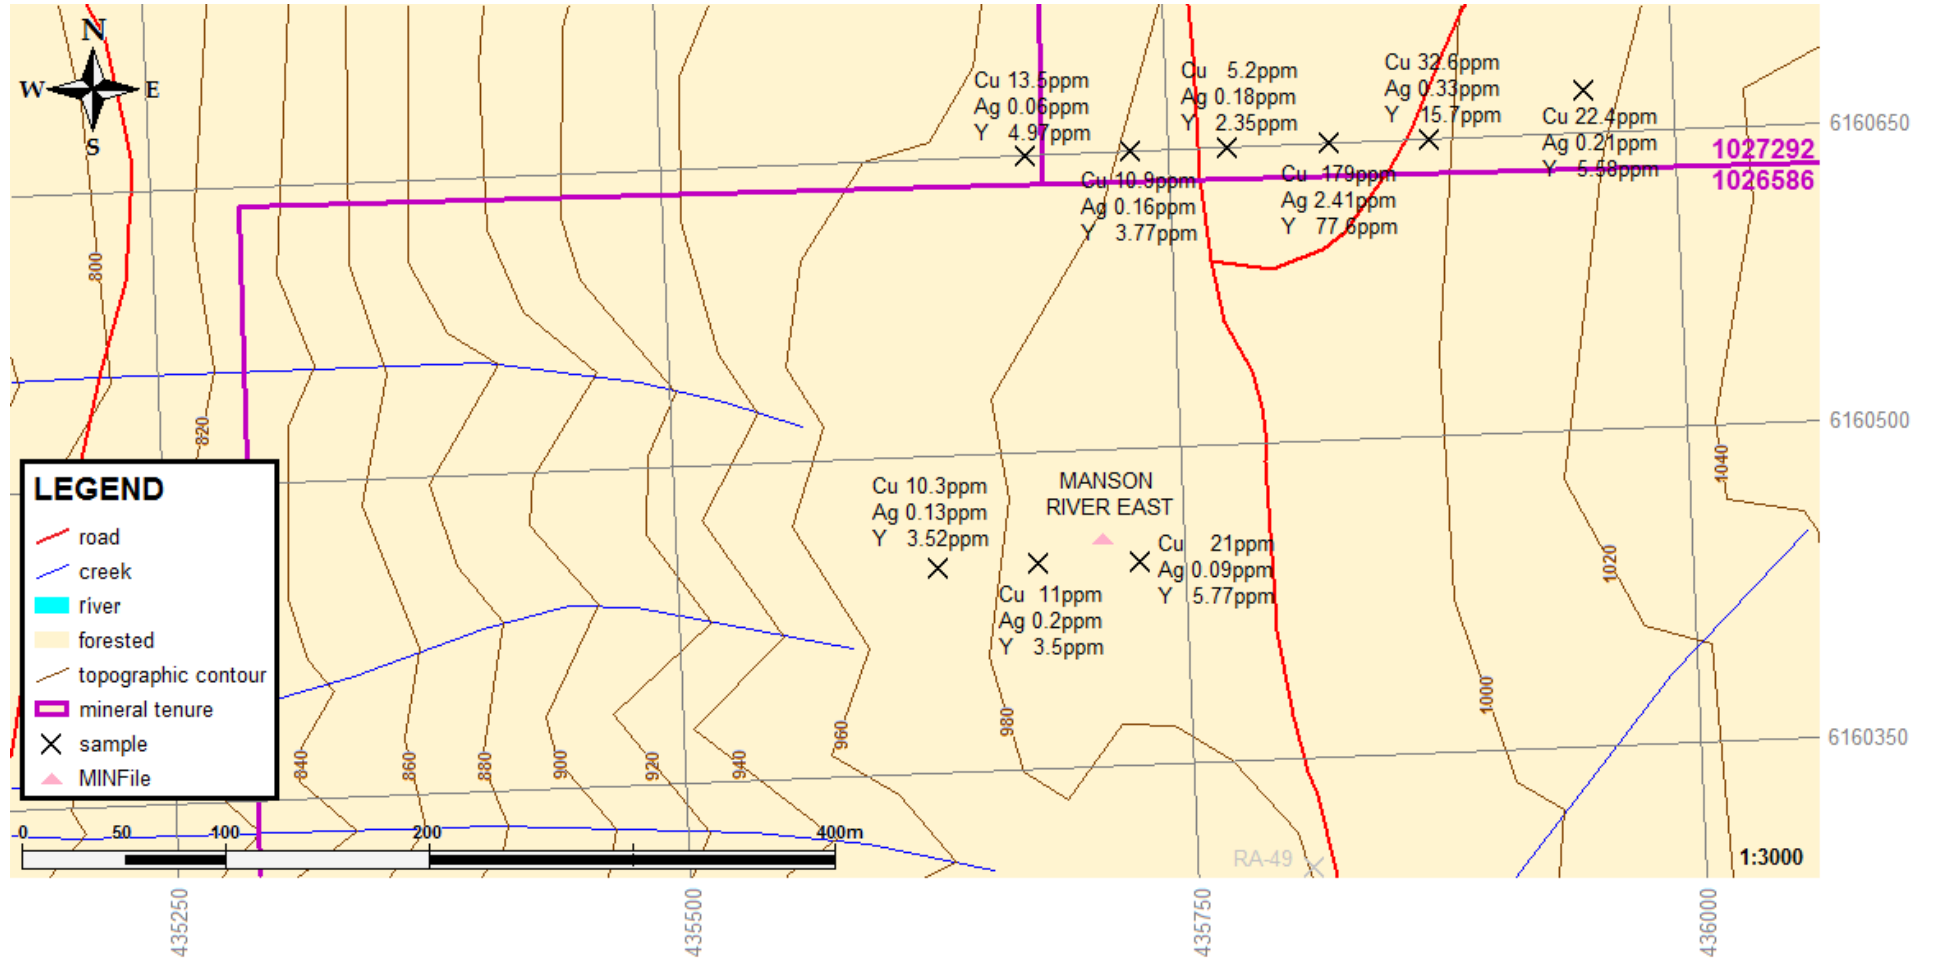 N
W E
S
Cu 13.5ppm
Ag 0.06ppm
Y 4.97ppm
Cu 5.2ppm
Ag 0.18ppm
Y 2.35ppm
Cu 32.6ppm
Ag 0.33ppm
Y 15.7ppm
Cu 22.4ppm
Ag 0.21ppm
Y 5.58ppm
6160650
1027292
1026586
Cu 10.9ppm
Ag 0.16ppm
Y 3.77ppm
Cu 179ppm
Ag 2.41ppm
Y 77.6ppm
800
820
6160500
1040
LEGEND
road
creek
river
forested
topographic contour
mineral tenure
sample
MINFile
Cu 10.3ppm
Ag 0.13ppm
Y 3.52ppm
MANSON
RIVER EAST
Cu 21ppm
Ag 0.09ppm
Y 5.77ppm
Cu 11ppm
Ag 0.2ppm
Y 3.5ppm
1020
1000
980
960
840
860
880
900
920
940
6160350
0 50 100 200 400m
RA-49
1:3000
435250
435500
435750
436000